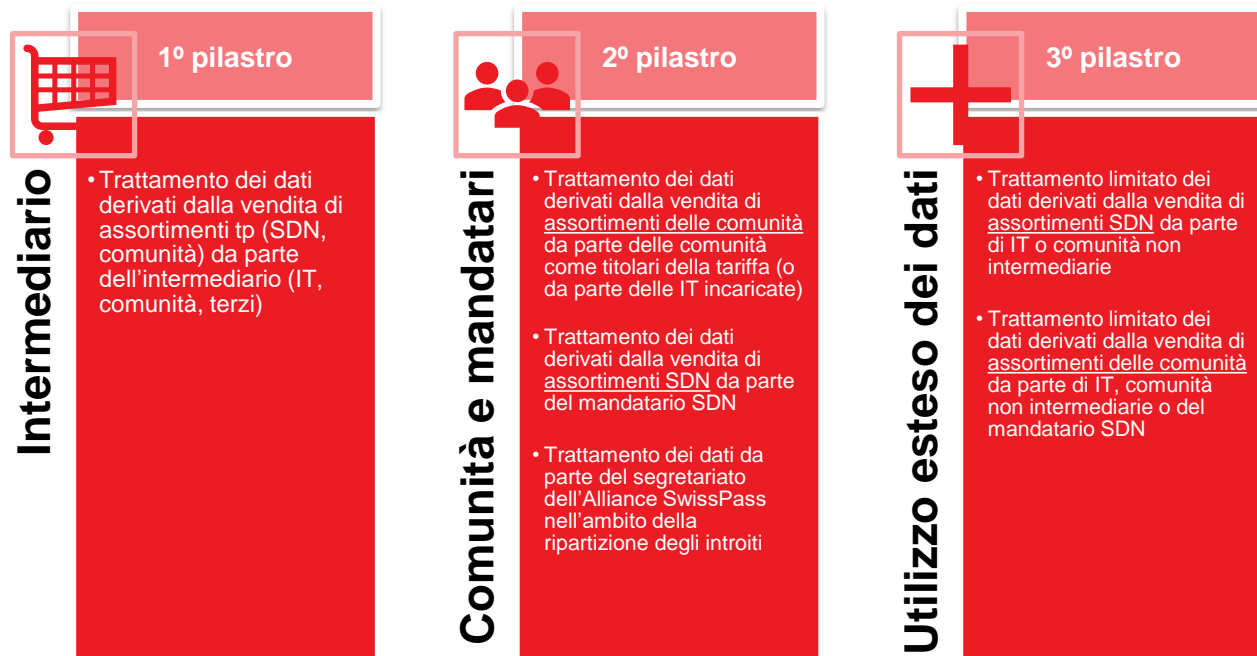 1º pilastro
Intermediario
• Trattamento dei dati
derivati dalla vendita di
assortimenti tp (SDN,
comunità) da parte
dell’intermediario (IT,
comunità, terzi)
2º pilastro
Comunità e mandatari
• Trattamento dei dati
derivati dalla vendita di
assortimenti delle comunità
da parte delle comunità
come titolari della tariffa (o
da parte delle IT incaricate)
• Trattamento dei dati
derivati dalla vendita di
assortimenti SDN da parte
del mandatario SDN
• Trattamento dei dati da
parte del segretariato
dell’Alliance SwissPass
nell’ambito della
ripartizione degli introiti
3º pilastro
Utilizzo esteso dei dati
• Trattamento limitato dei
dati derivati dalla vendita di
assortimenti SDN da parte
di IT o comunità non
intermediarie
• Trattamento limitato dei
dati derivati dalla vendita di
assortimenti delle comunità
da parte di IT, comunità
non intermediarie o del
mandatario SDN